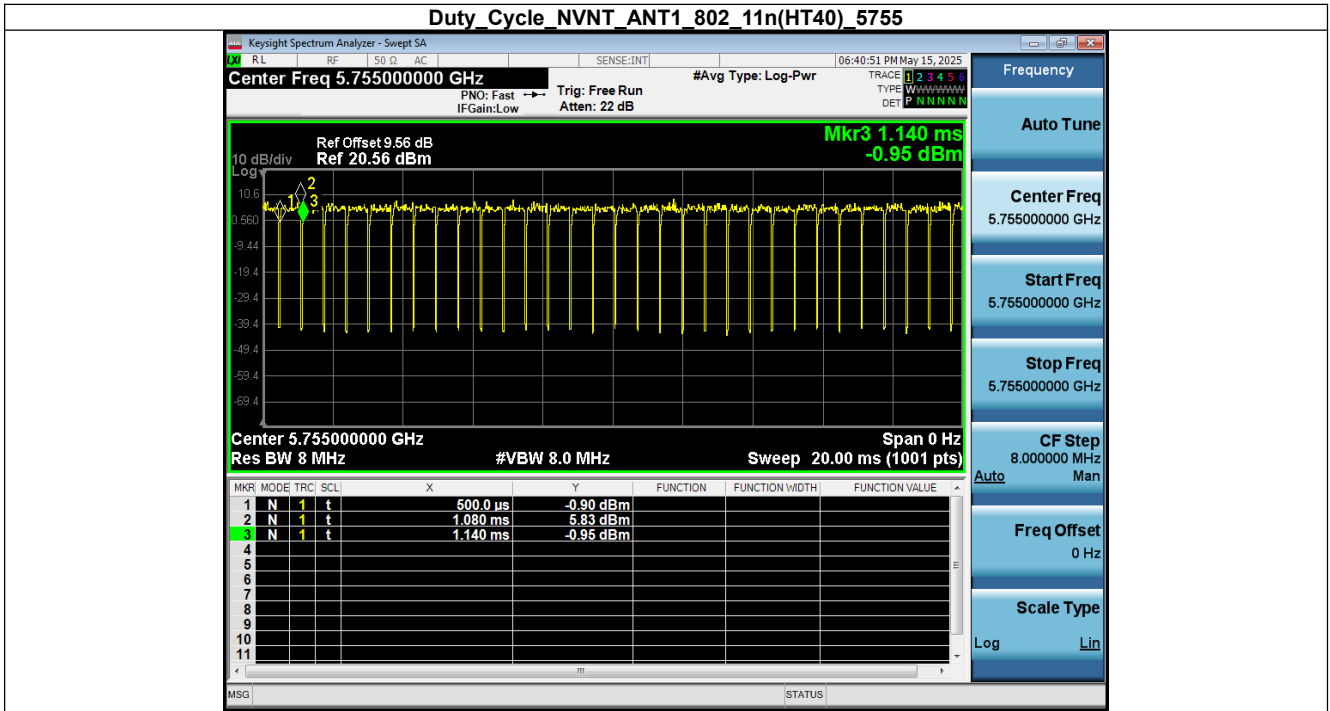 Duty_Cycle_NVNT_ANT1_802_11n(HT40)_5755
Keysight Spectrum Analyzer - Swept SA
LXI RL RF 50 Ω AC SENSE:INT 06:40:51 PM May 15, 2025
Center Freq 5.755000000 GHz #Avg Type: Log-Pwr TRACE 1 2 3 4 5 6
PNO: Fast Trig: Free Run TYPE WWWWWW
IFGain:Low Atten: 22 dB DET P N N N N N
Frequency
Ref Offset 9.56 dB Mkr3 1.140 ms
10 dB/div Ref 20.56 dBm -0.95 dBm
Log
10.6
0.560
-9.44
-19.4
-29.4
-39.4
-49.4
-59.4
-69.4
1 2 3
Center 5.755000000 GHz Span 0 Hz
Res BW 8 MHz #VBW 8.0 MHz Sweep 20.00 ms (1001 pts)
MKR MODE TRC SCL X Y FUNCTION FUNCTION WIDTH FUNCTION VALUE
1 N 1 t 500.0 µs -0.90 dBm
2 N 1 t 1.080 ms 5.83 dBm
3 N 1 t 1.140 ms -0.95 dBm
4
5
6
7
8
9
10
11
MSG STATUS
Auto Tune
Center Freq
5.755000000 GHz
Start Freq
5.755000000 GHz
Stop Freq
5.755000000 GHz
CF Step
8.000000 MHz
Auto Man
Freq Offset
0 Hz
Scale Type
Log Lin